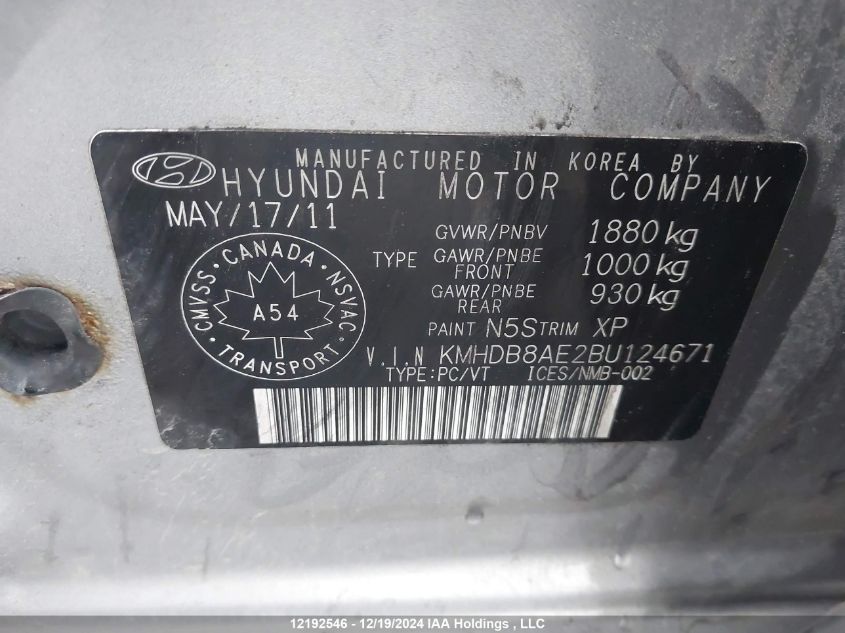 MANUFACTURED IN KOREA BY
HYUNDAI MOTOR COMPANY
MAY/17/11
GVWR/PNBV 1880 kg
TYPE GAWR/PNBE FRONT 1000 kg
GAWR/PNBE REAR 930 kg
PAINT N5S TRIM XP
V.I.N KMHDB8AE2BU124671
TYPE:PC/VT ICES/NMB-002
CMVSS · CANADA · NSVAC
A54
TRANSPORT
12192546 - 12/19/2024 IAA Holdings , LLC